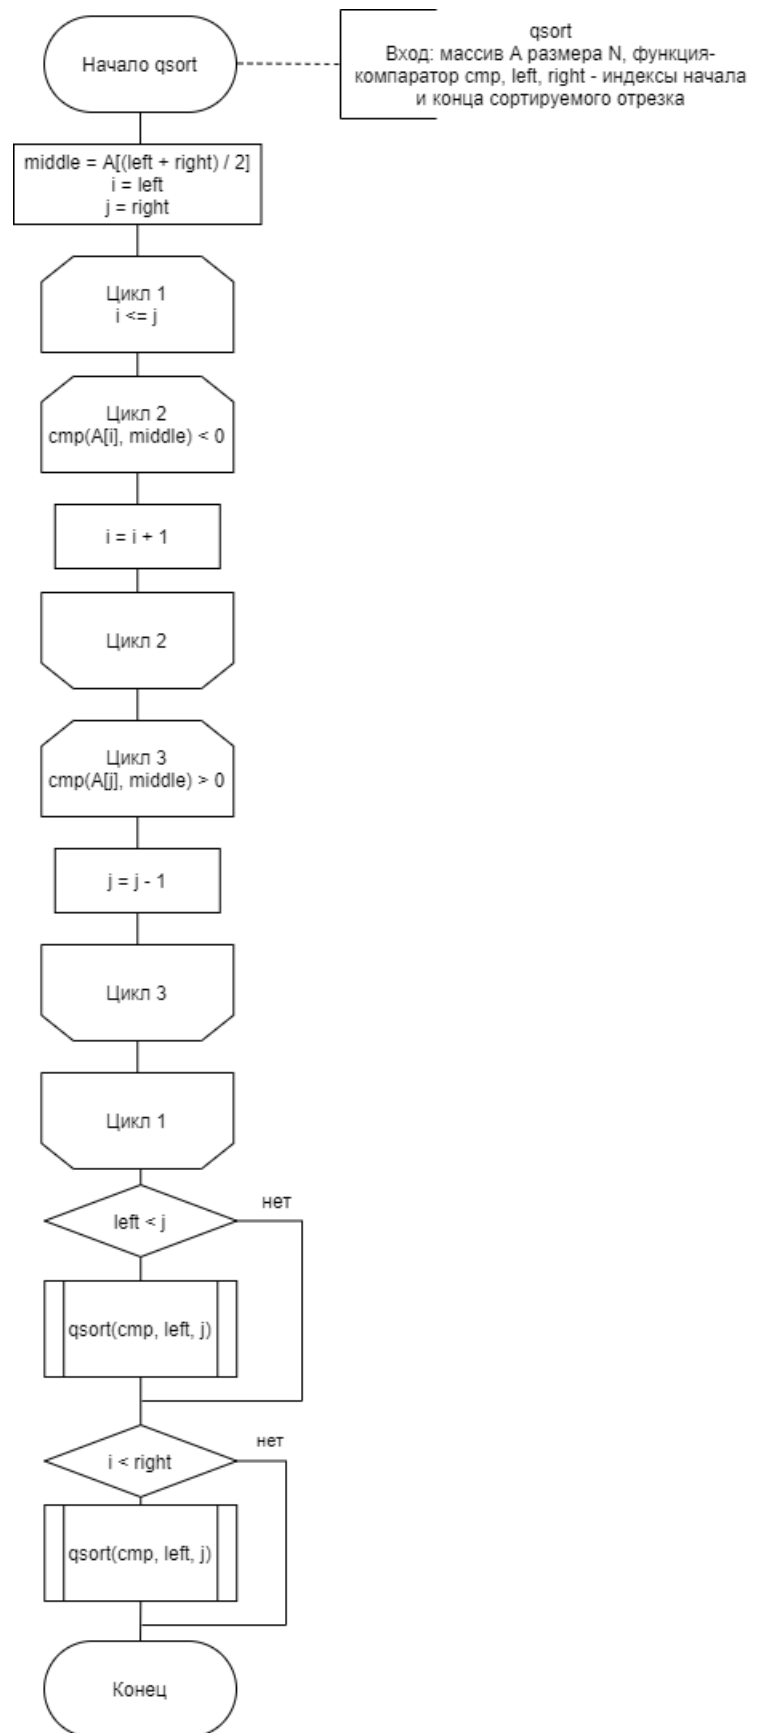 Начало qsort
qsort
Вход: массив А размера N, функция-
компаратор cmp, left, right - индексы начала
и конца сортируемого отрезка
middle = A[(left + right) / 2]
i = left
j = right
Цикл 1
i <= j
Цикл 2
cmp(A[i], middle) < 0
i = i + 1
Цикл 2
Цикл 3
cmp(A[j], middle) > 0
j = j - 1
Цикл 3
Цикл 1
left < j
нет
qsort(cmp, left, j)
i < right
нет
qsort(cmp, left, j)
Конец